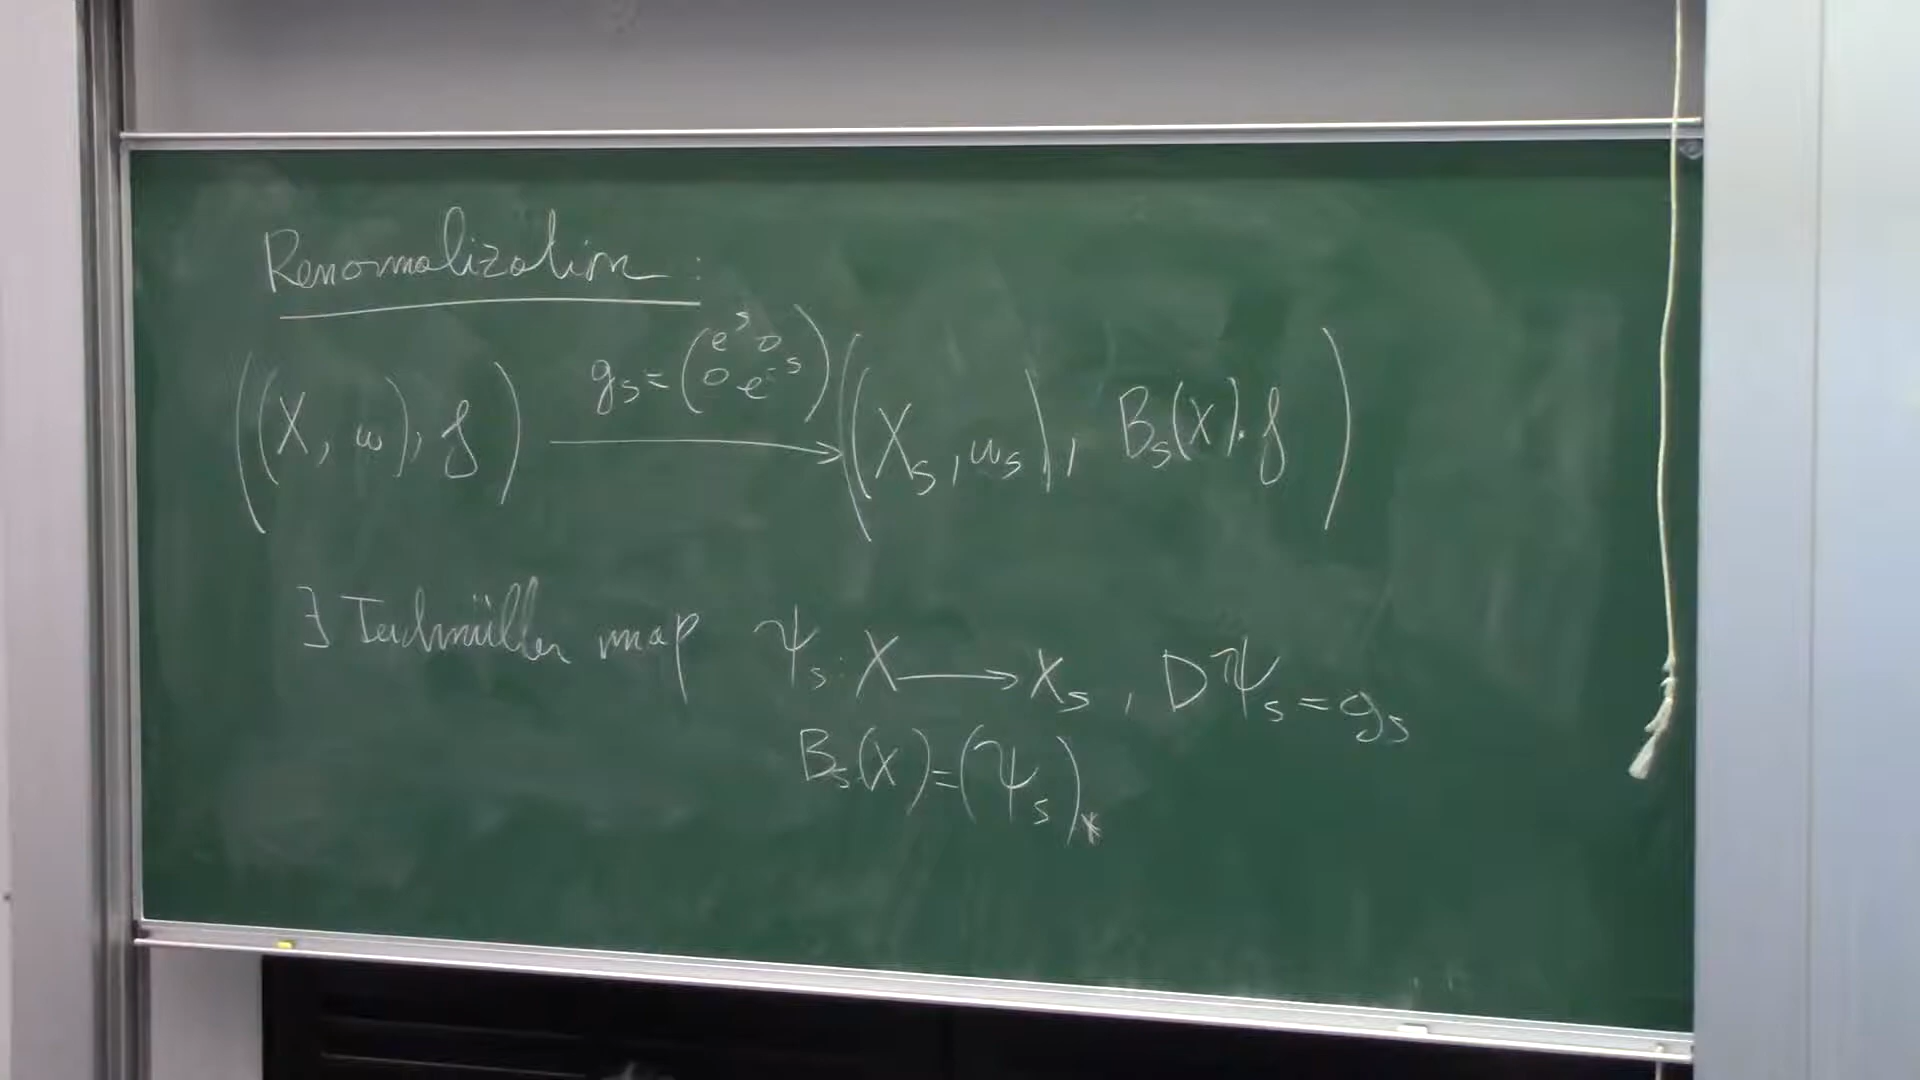 Renormalization:
((X, ω), f) ⟶ ((X_s, ω_s), B_s(X)·f)
g_s = (e^s 0
0 e^-s)
∃ Teichmüller map Ψ_s: X ⟶ X_s, DΨ_s = g_s
B_s(X) = (Ψ_s)_*